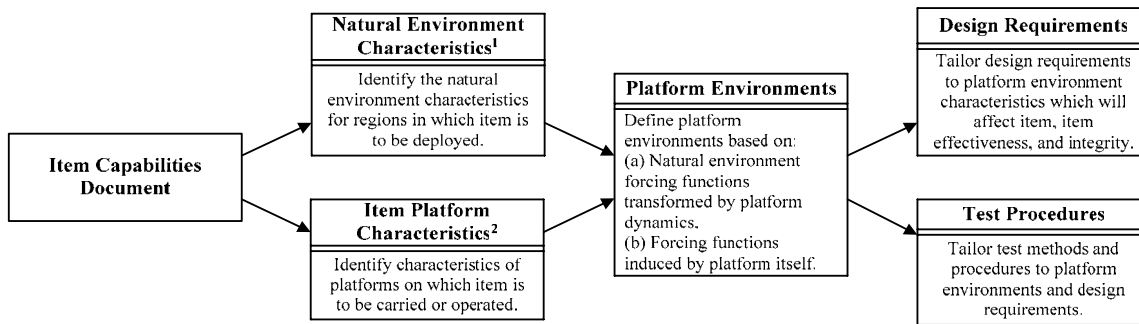 Item Capabilities
Document
Natural Environment
Characteristics¹
Identify the natural
environment characteristics
for regions in which item is
to be deployed.
Item Platform
Characteristics²
Identify characteristics of
platforms on which item is
to be carried or operated.
Platform Environments
Define platform
environments based on:
(a) Natural environment
forcing functions
transformed by platform
dynamics.
(b) Forcing functions
induced by platform itself.
Design Requirements
Tailor design requirements
to platform environment
characteristics which will
affect item, item
effectiveness, and integrity.
Test Procedures
Tailor test methods and
procedures to platform
environments and design
requirements.